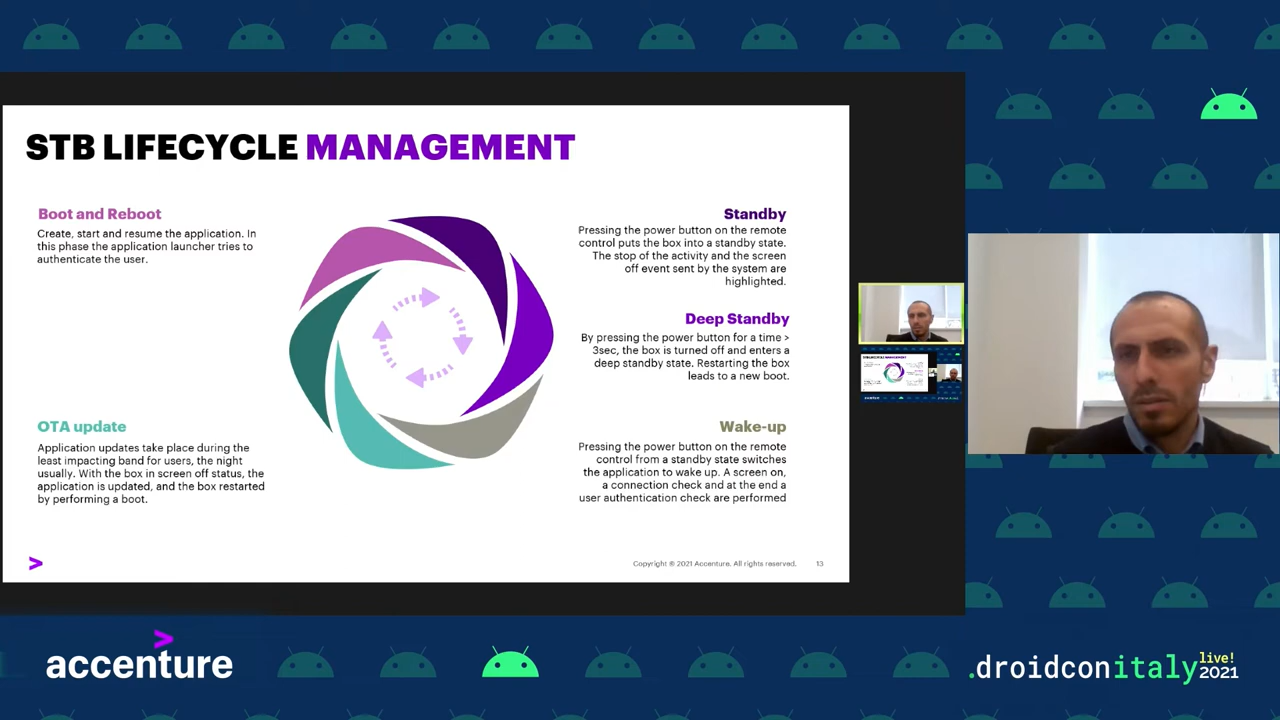 STB LIFECYCLE MANAGEMENT
Boot and Reboot
Create, start and resume the application. In
this phase the application launcher tries to
authenticate the user.
Standby
Pressing the power button on the remote
control puts the box into a standby state.
The stop of the activity and the screen
off event sent by the system are
highlighted.
Deep Standby
By pressing the power button for a time >
3sec, the box is turned off and enters a
deep standby state. Restarting the box
leads to a new boot.
OTA update
Application updates take place during the
least impacting band for users, the night
usually. With the box in screen off status, the
application is updated, and the box restarted
by performing a boot.
Wake-up
Pressing the power button on the remote
control from a standby state switches
the application to wake up. A screen on,
a connection check and at the end a
user authentication check are performed
>
Copyright © 2021 Accenture. All rights reserved.
13
accenture
.droidconitaly live! 2021